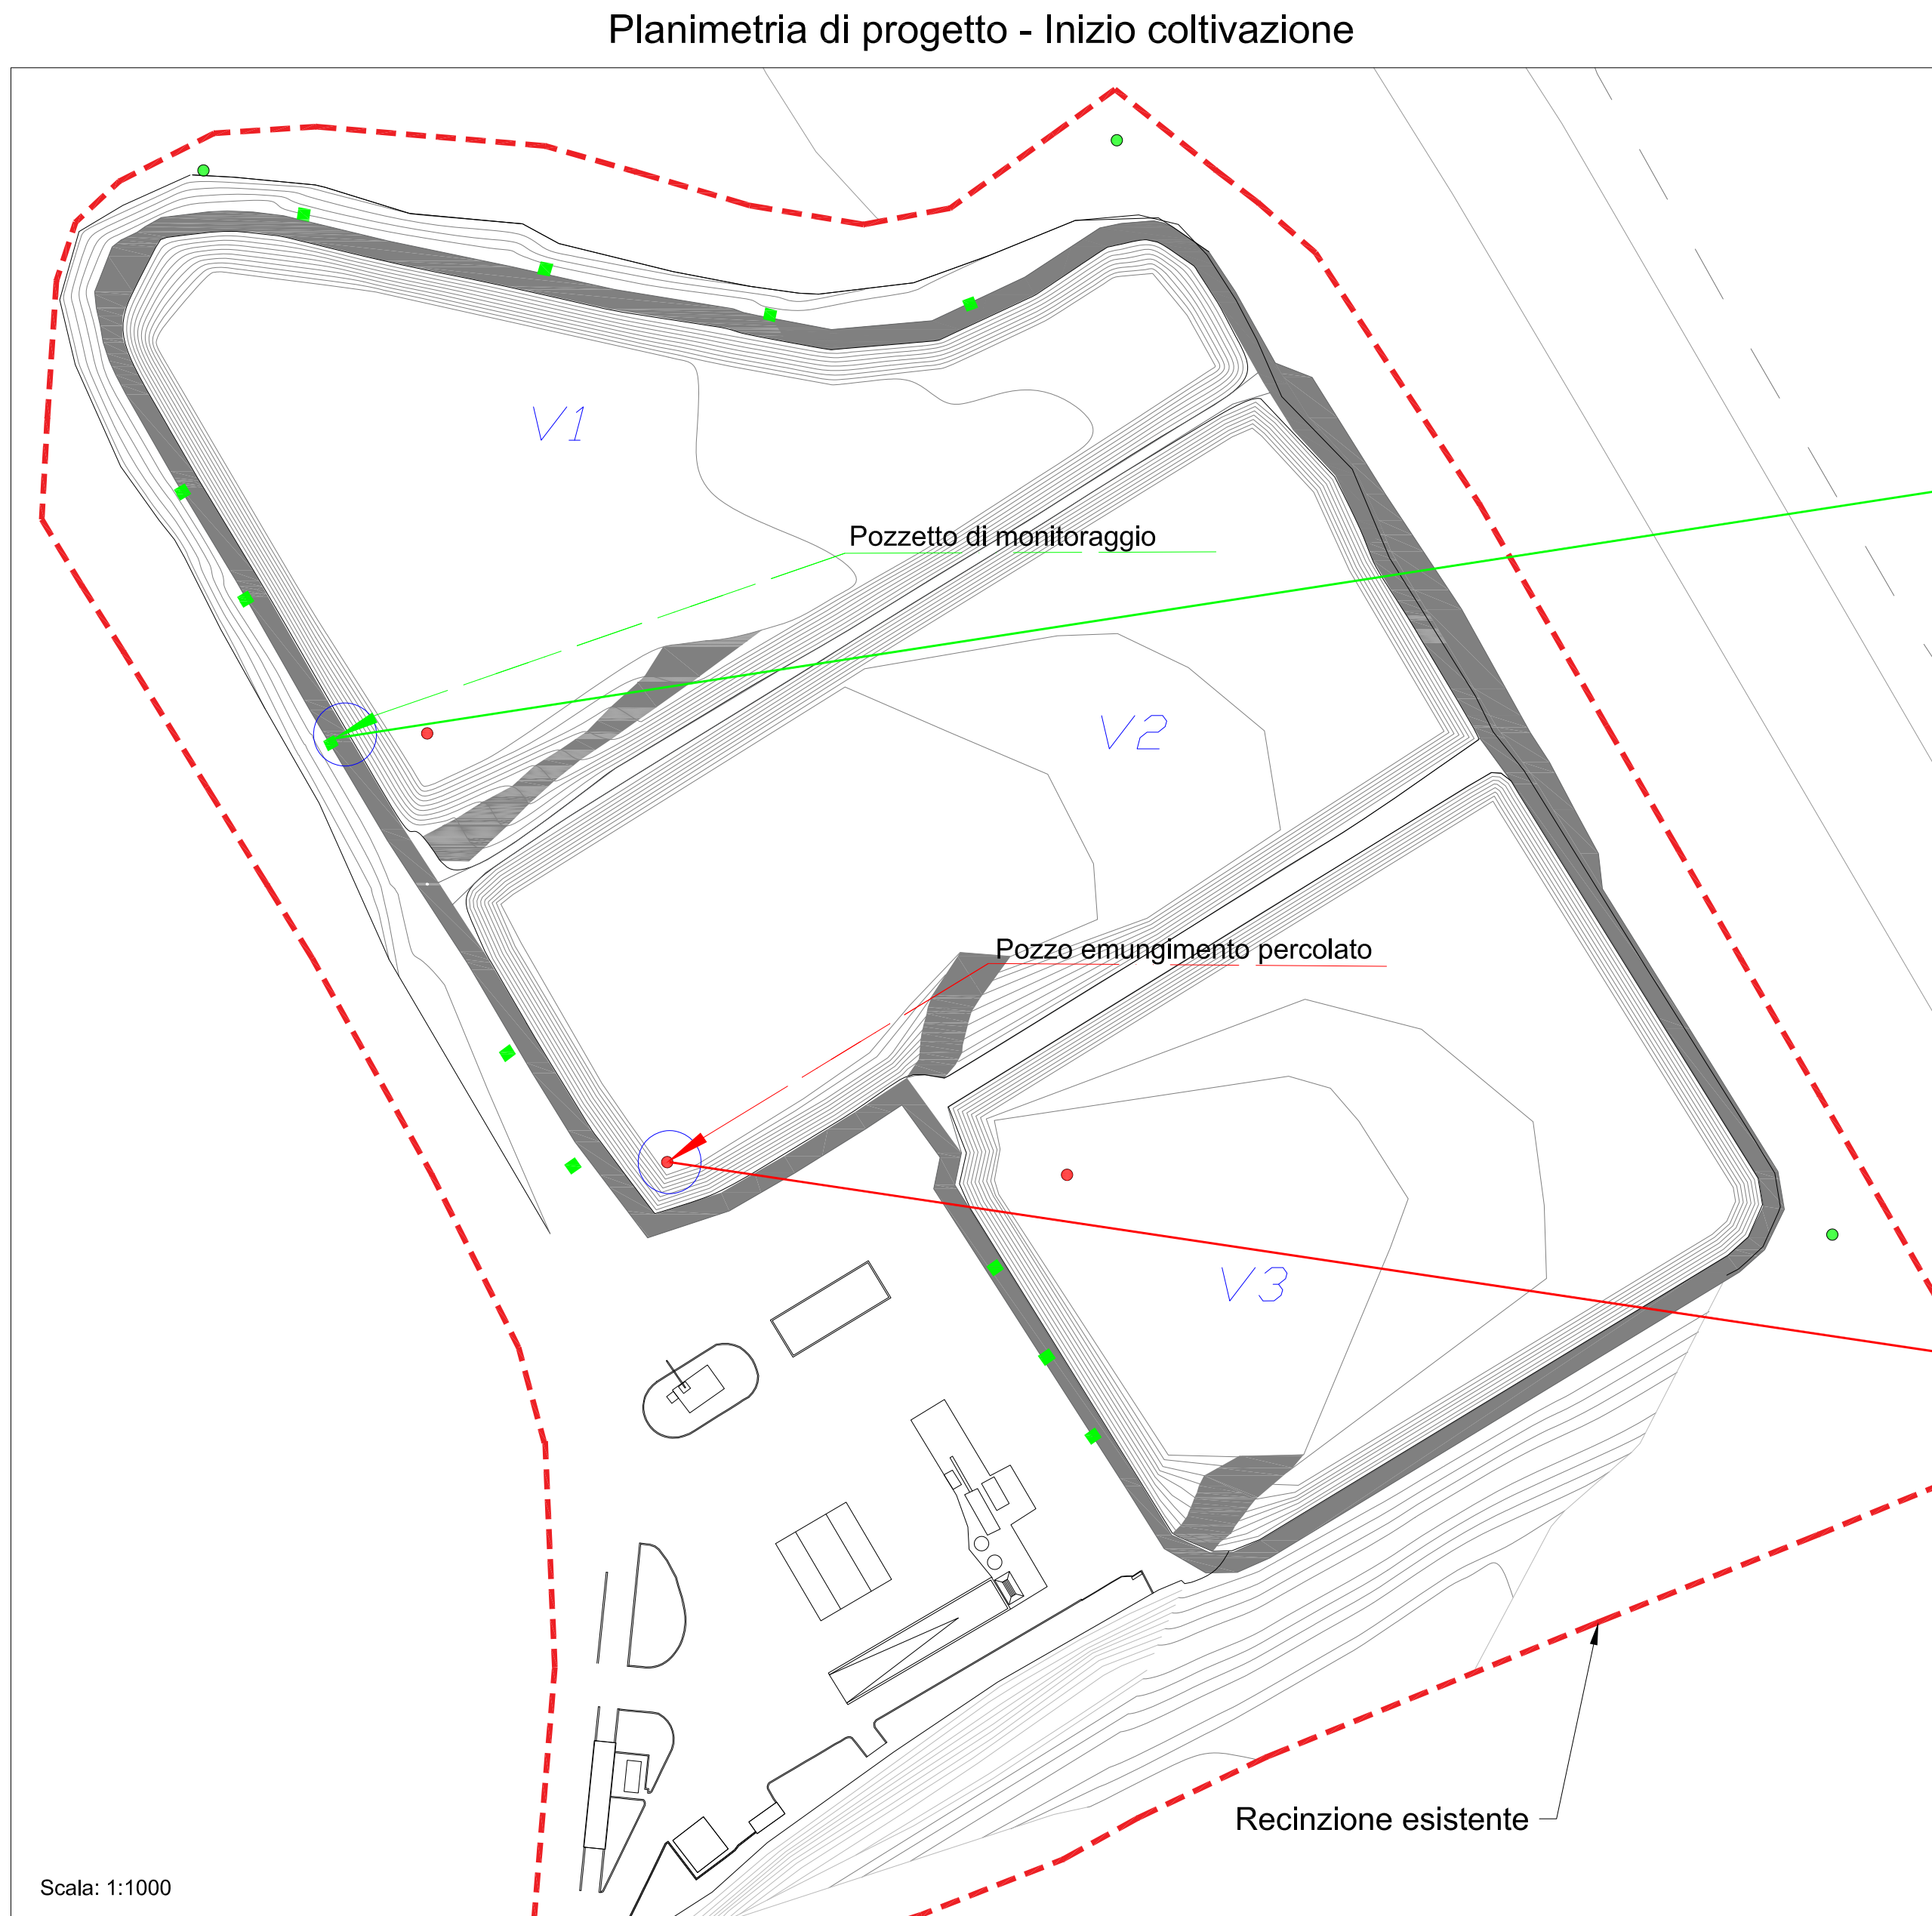 Planimetria di progetto - Inizio coltivazione
V1
Pozzetto di monitoraggio
V2
Pozzo emungimento percolato
V3
Recinzione esistente
Scala: 1:1000